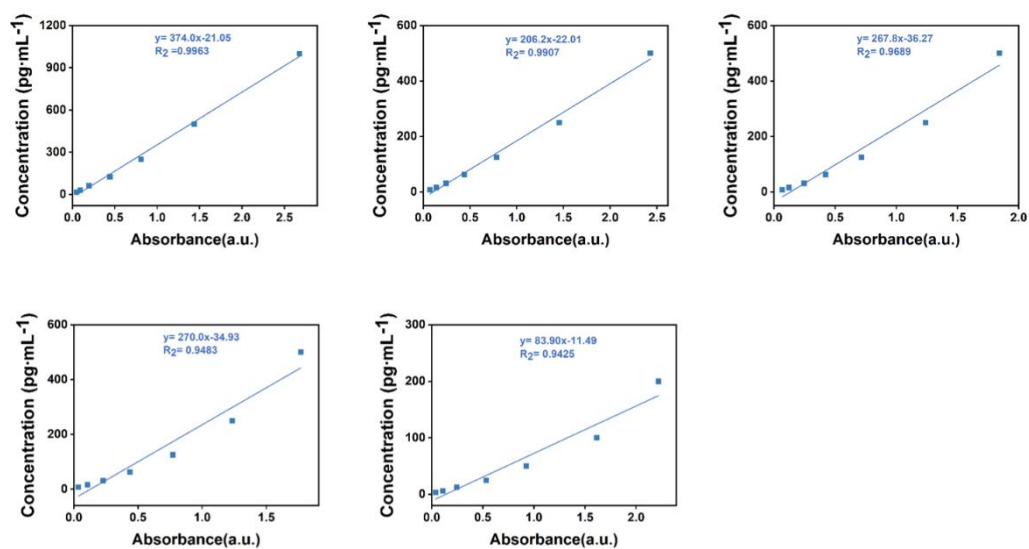 Concentration (pg·mL⁻¹)
1200
900
600
300
0
y= 374.0x-21.05
R₂ =0.9963
0.0 0.5 1.0 1.5 2.0 2.5
Absorbance(a.u.)
Concentration (pg·mL⁻¹)
600
400
200
0
y= 206.2x-22.01
R₂= 0.9907
0.0 0.5 1.0 1.5 2.0 2.5
Absorbance(a.u.)
Concentration (pg·mL⁻¹)
600
400
200
0
y= 267.8x-36.27
R₂= 0.9689
0.0 0.5 1.0 1.5 2.0
Absorbance(a.u.)
Concentration (pg·mL⁻¹)
600
400
200
0
y= 270.0x-34.93
R₂= 0.9483
0.0 0.5 1.0 1.5
Absorbance(a.u.)
Concentration (pg·mL⁻¹)
300
200
100
0
y= 83.90x-11.49
R₂= 0.9425
0.0 0.5 1.0 1.5 2.0
Absorbance(a.u.)